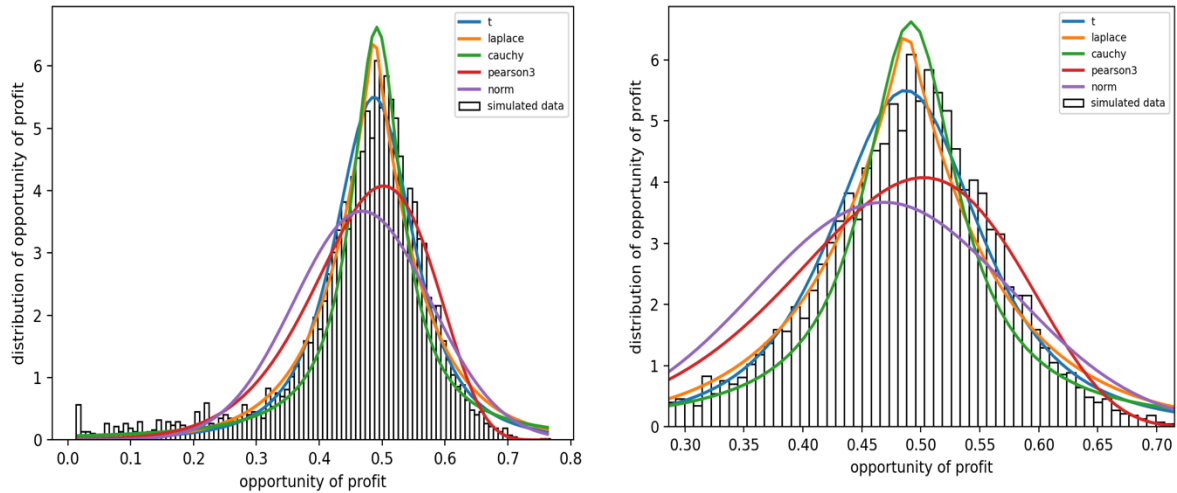 distribution of opportunity of profit
6
5
4
3
2
1
0
0.0 0.1 0.2 0.3 0.4 0.5 0.6 0.7 0.8
opportunity of profit
t
laplace
cauchy
pearson3
norm
simulated data
distribution of opportunity of profit
6
5
4
3
2
1
0
0.30 0.35 0.40 0.45 0.50 0.55 0.60 0.65 0.70
opportunity of profit
t
laplace
cauchy
pearson3
norm
simulated data